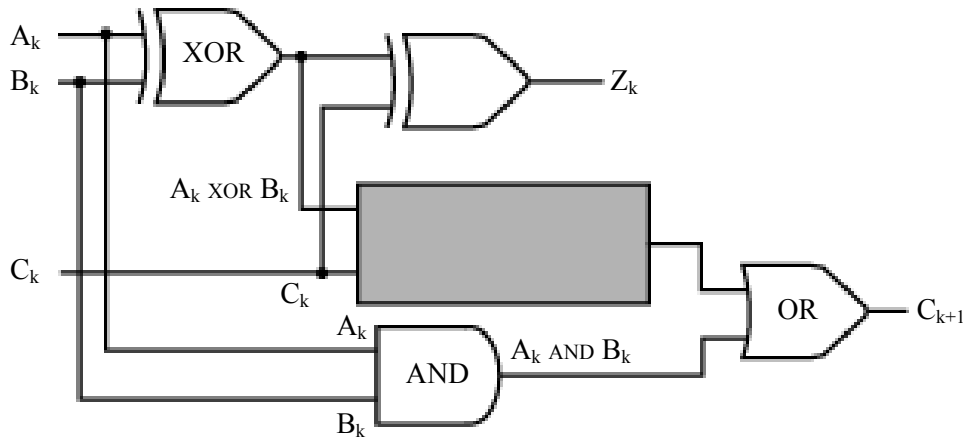 A_k
XOR
B_k
Z_k
A_k XOR B_k
C_k
C_k
A_k
OR
C_{k+1}
A_k AND B_k
AND
B_k